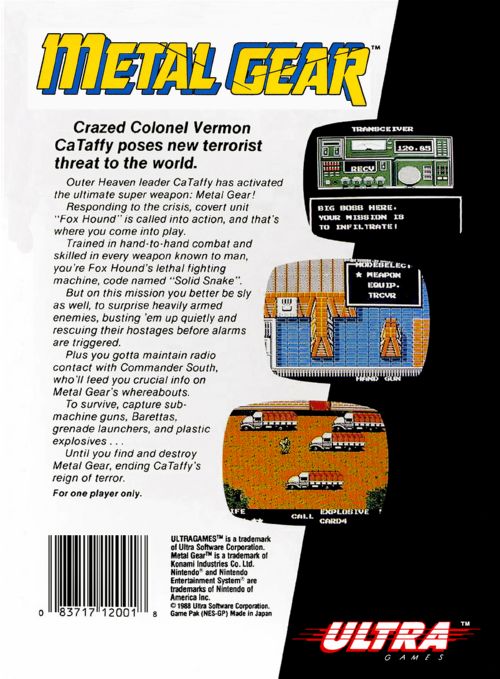 METAL GEAR™
Crazed Colonel Vermon
CaTaffy poses new terrorist
threat to the world.
Outer Heaven leader CaTaffy has activated
the ultimate super weapon: Metal Gear!
Responding to the crisis, covert unit
"Fox Hound" is called into action, and that's
where you come into play.
Trained in hand-to-hand combat and
skilled in every weapon known to man,
you're Fox Hound's lethal fighting
machine, code named "Solid Snake".
But on this mission you better be sly
as well, to surprise heavily armed
enemies, busting 'em up quietly and
rescuing their hostages before alarms
are triggered.
Plus you gotta maintain radio
contact with Commander South,
who'll feed you crucial info on
Metal Gear's whereabouts.
To survive, capture sub-
machine guns, Barettas,
grenade launchers, and plastic
explosives . . .
Until you find and destroy
Metal Gear, ending CaTaffy's
reign of terror.
For one player only.
TRANSCEIVER
120.85
RECV
BIG BOSS HERE.
YOUR MISSION IS
TO INFILTRATE!
MODESELECT
★ WEAPON
EQUIP.
TRCVR
HAND GUN
IFE
CALL
EXPLOSIVE
CARD4
0 83717 12001 8
ULTRAGAMES™ is a trademark
of Ultra Software Corporation.
Metal Gear™ is a trademark of
Konami Industries Co. Ltd.
Nintendo® and Nintendo
Entertainment System® are
trademarks of Nintendo of
America Inc.
© 1988 Ultra Software Corporation.
Game Pak (NES-GP) Made in Japan
ULTRA™
GAMES